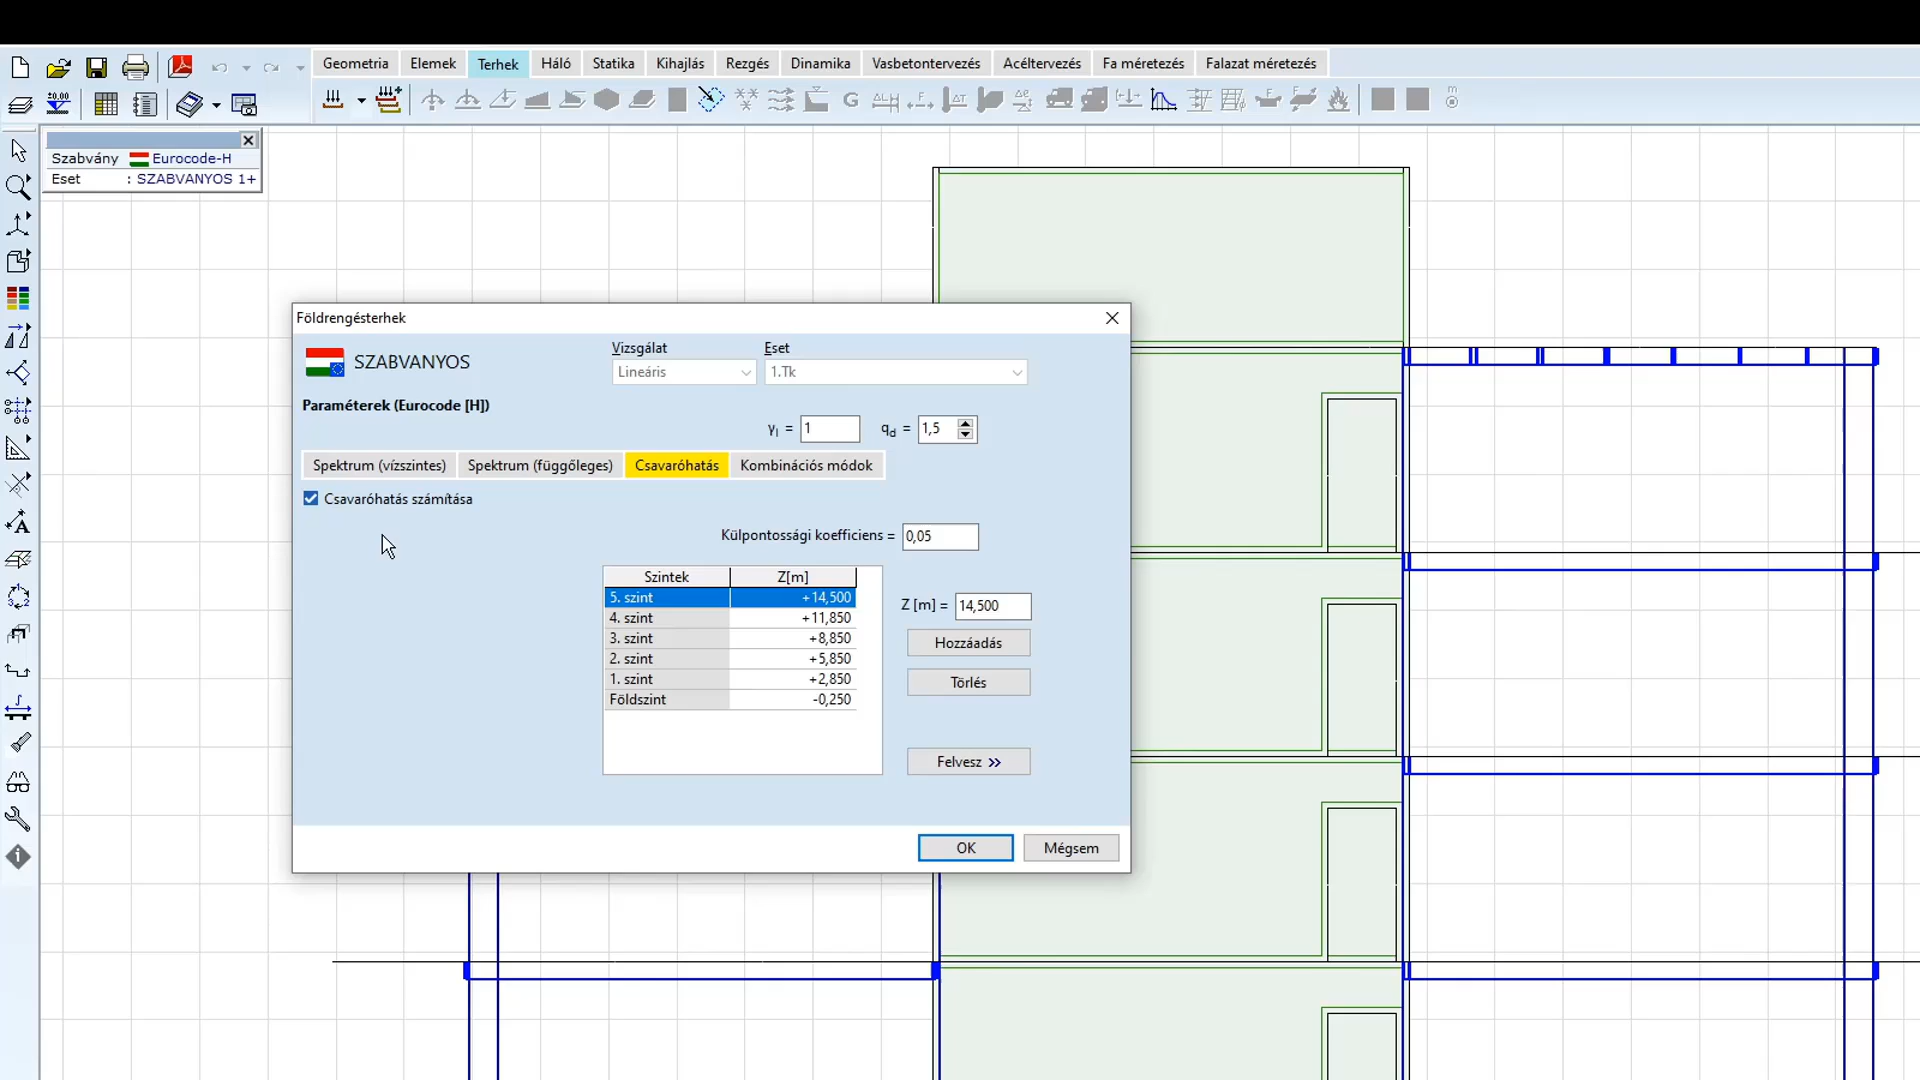 Geometria Elemek Terhek Háló Statika Kihajlás Rezgés Dinamika Vasbetontervezés Acéltervezés Fa méretezés Falazat méretezés
Szabvány Eurocode-H
Eset : SZABVANYOS 1+
Földrengésterhek
SZABVANYOS
Vizsgálat Eset
Lineáris 1.Tk
Paraméterek (Eurocode [H])
γI = 1 qd = 1,5
Spektrum (vízszintes) Spektrum (függőleges) Csavaróhatás Kombinációs módok
Csavaróhatás számítása
Külpontossági koefficiens = 0,05
Szintek Z[m]
5. szint +14,500
4. szint +11,850
3. szint +8,850
2. szint +5,850
1. szint +2,850
Földszint -0,250
Z [m] = 14,500
Hozzáadás
Törlés
Felvesz >>
OK Mégsem